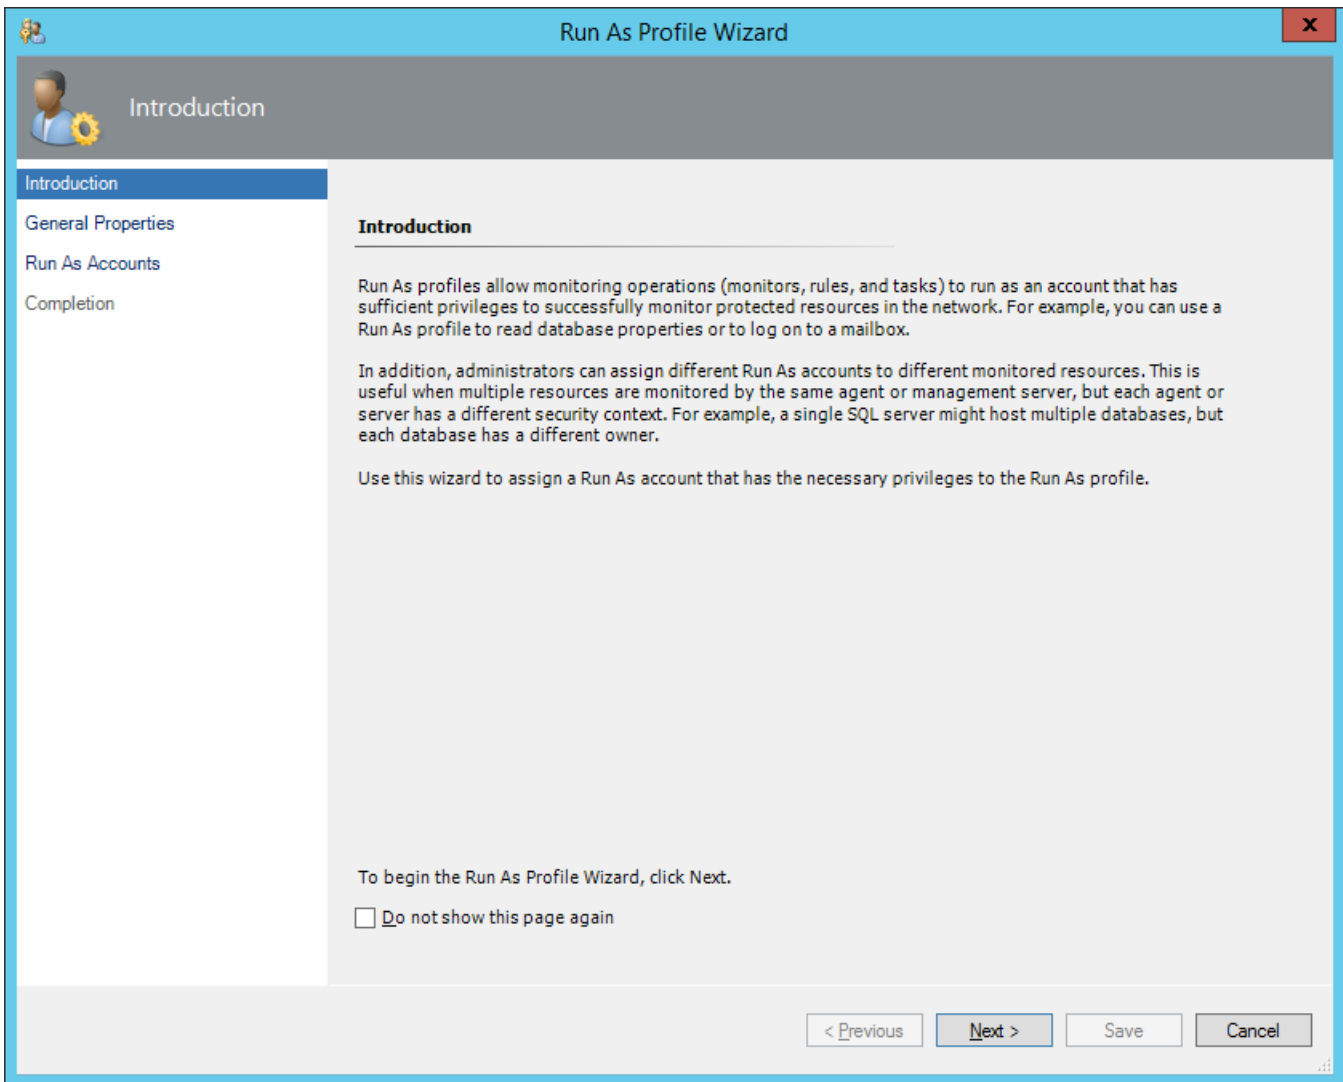 Run As Profile Wizard
x
Introduction
Introduction
General Properties
Run As Accounts
Completion
Introduction
Run As profiles allow monitoring operations (monitors, rules, and tasks) to run as an account that has
sufficient privileges to successfully monitor protected resources in the network. For example, you can use a
Run As profile to read database properties or to log on to a mailbox.
In addition, administrators can assign different Run As accounts to different monitored resources. This is
useful when multiple resources are monitored by the same agent or management server, but each agent or
server has a different security context. For example, a single SQL server might host multiple databases, but
each database has a different owner.
Use this wizard to assign a Run As account that has the necessary privileges to the Run As profile.
To begin the Run As Profile Wizard, click Next.
Do not show this page again
< Previous
Next >
Save
Cancel